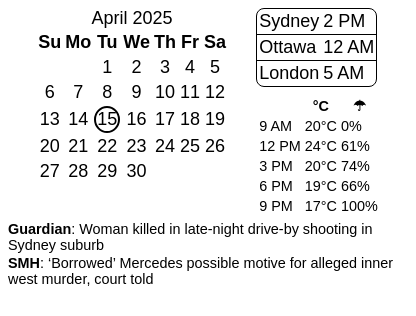 April 2025
Su Mo Tu We Th Fr Sa
1 2 3 4 5
6 7 8 9 10 11 12
13 14 15 16 17 18 19
20 21 22 23 24 25 26
27 28 29 30
Sydney 2 PM
Ottawa 12 AM
London 5 AM
°C ☂
9 AM 20°C 0%
12 PM 24°C 61%
3 PM 20°C 74%
6 PM 19°C 66%
9 PM 17°C 100%
Guardian: Woman killed in late-night drive-by shooting in
Sydney suburb
SMH: ‘Borrowed’ Mercedes possible motive for alleged inner
west murder, court told